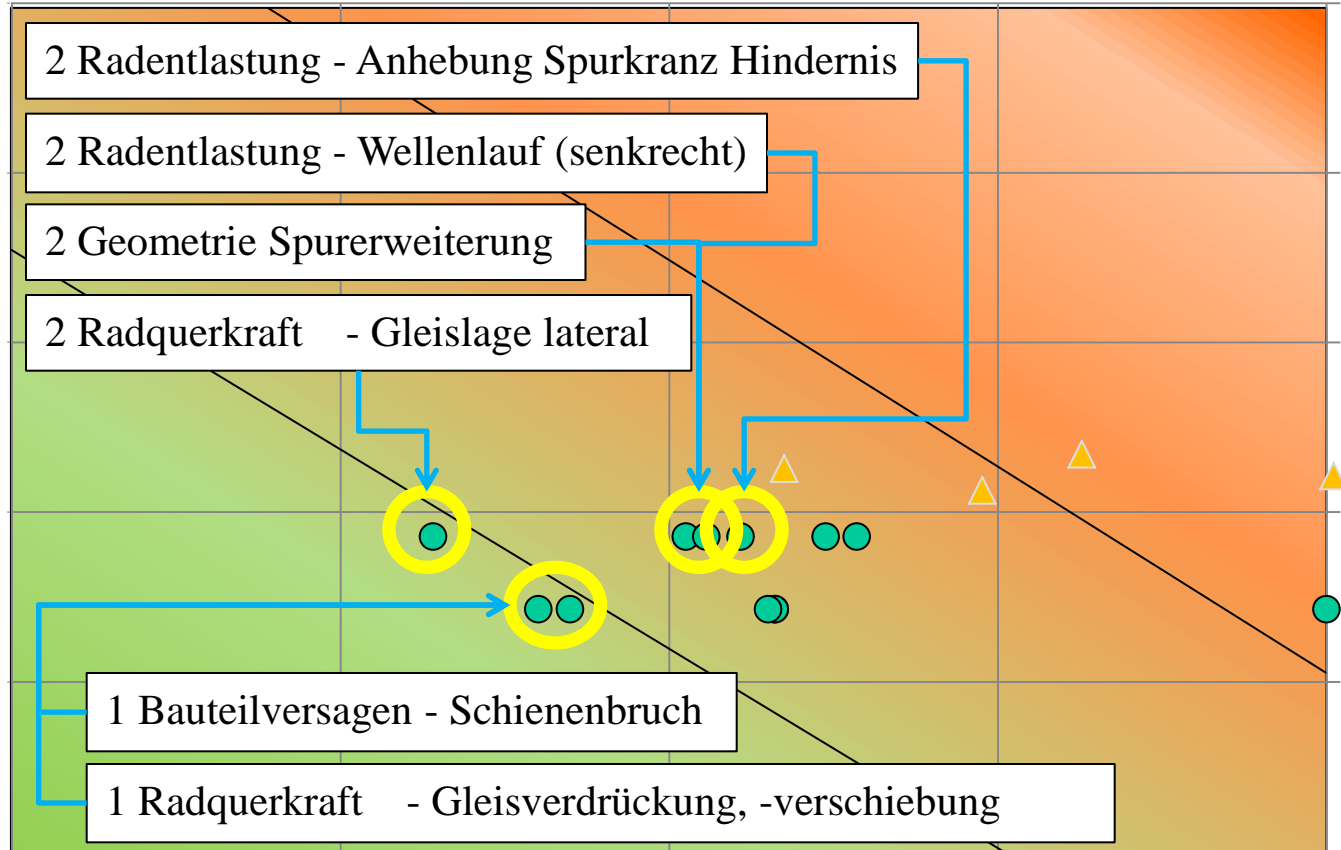 2 Radentlastung - Anhebung Spurkranz Hindernis
2 Radentlastung - Wellenlauf (senkrecht)
2 Geometrie Spurerweiterung
2 Radquerkraft - Gleislage lateral
1 Bauteilversagen - Schienenbruch
1 Radquerkraft - Gleisverdrückung, -verschiebung